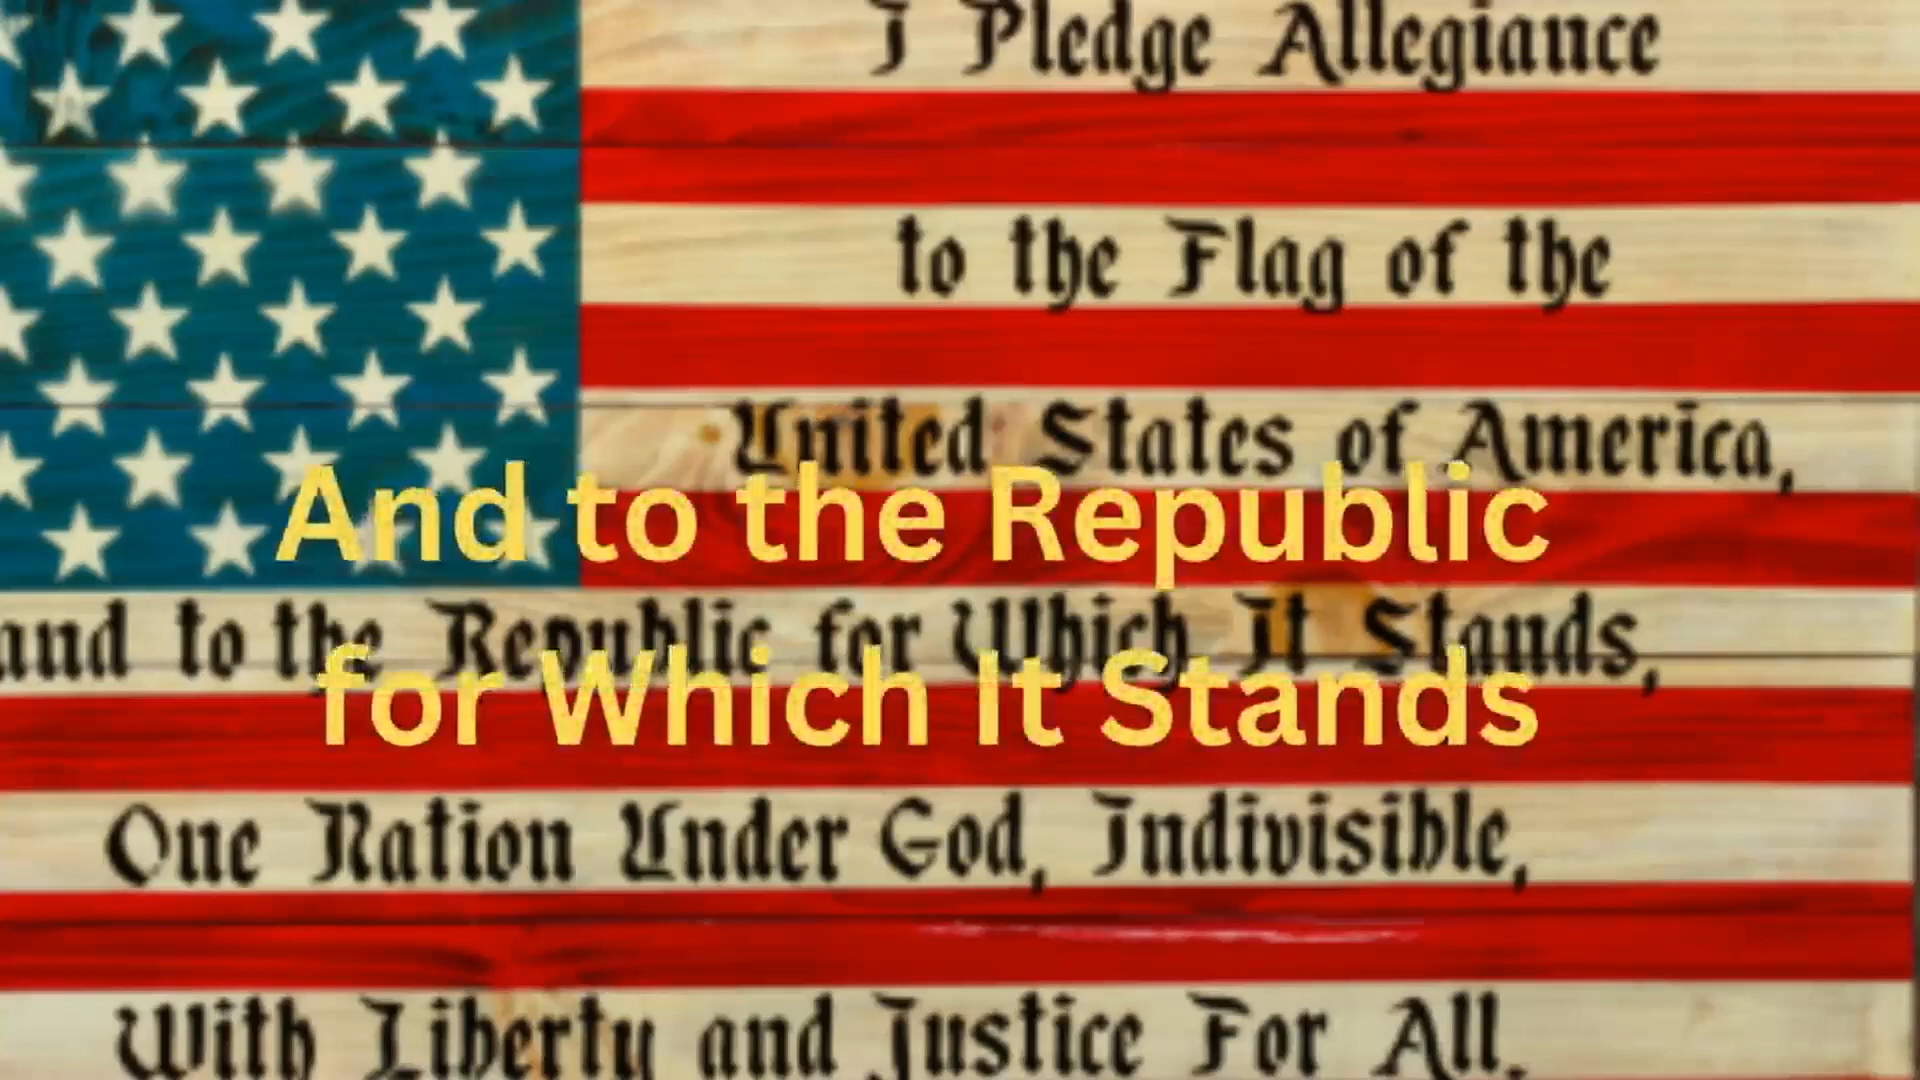 I Pledge Allegiance
to the Flag of the
United States of America,
And to the Republic
and to the Republic for Which It Stands,
for Which It Stands
One Nation Under God, Indivisible,
With Liberty and Justice For All.